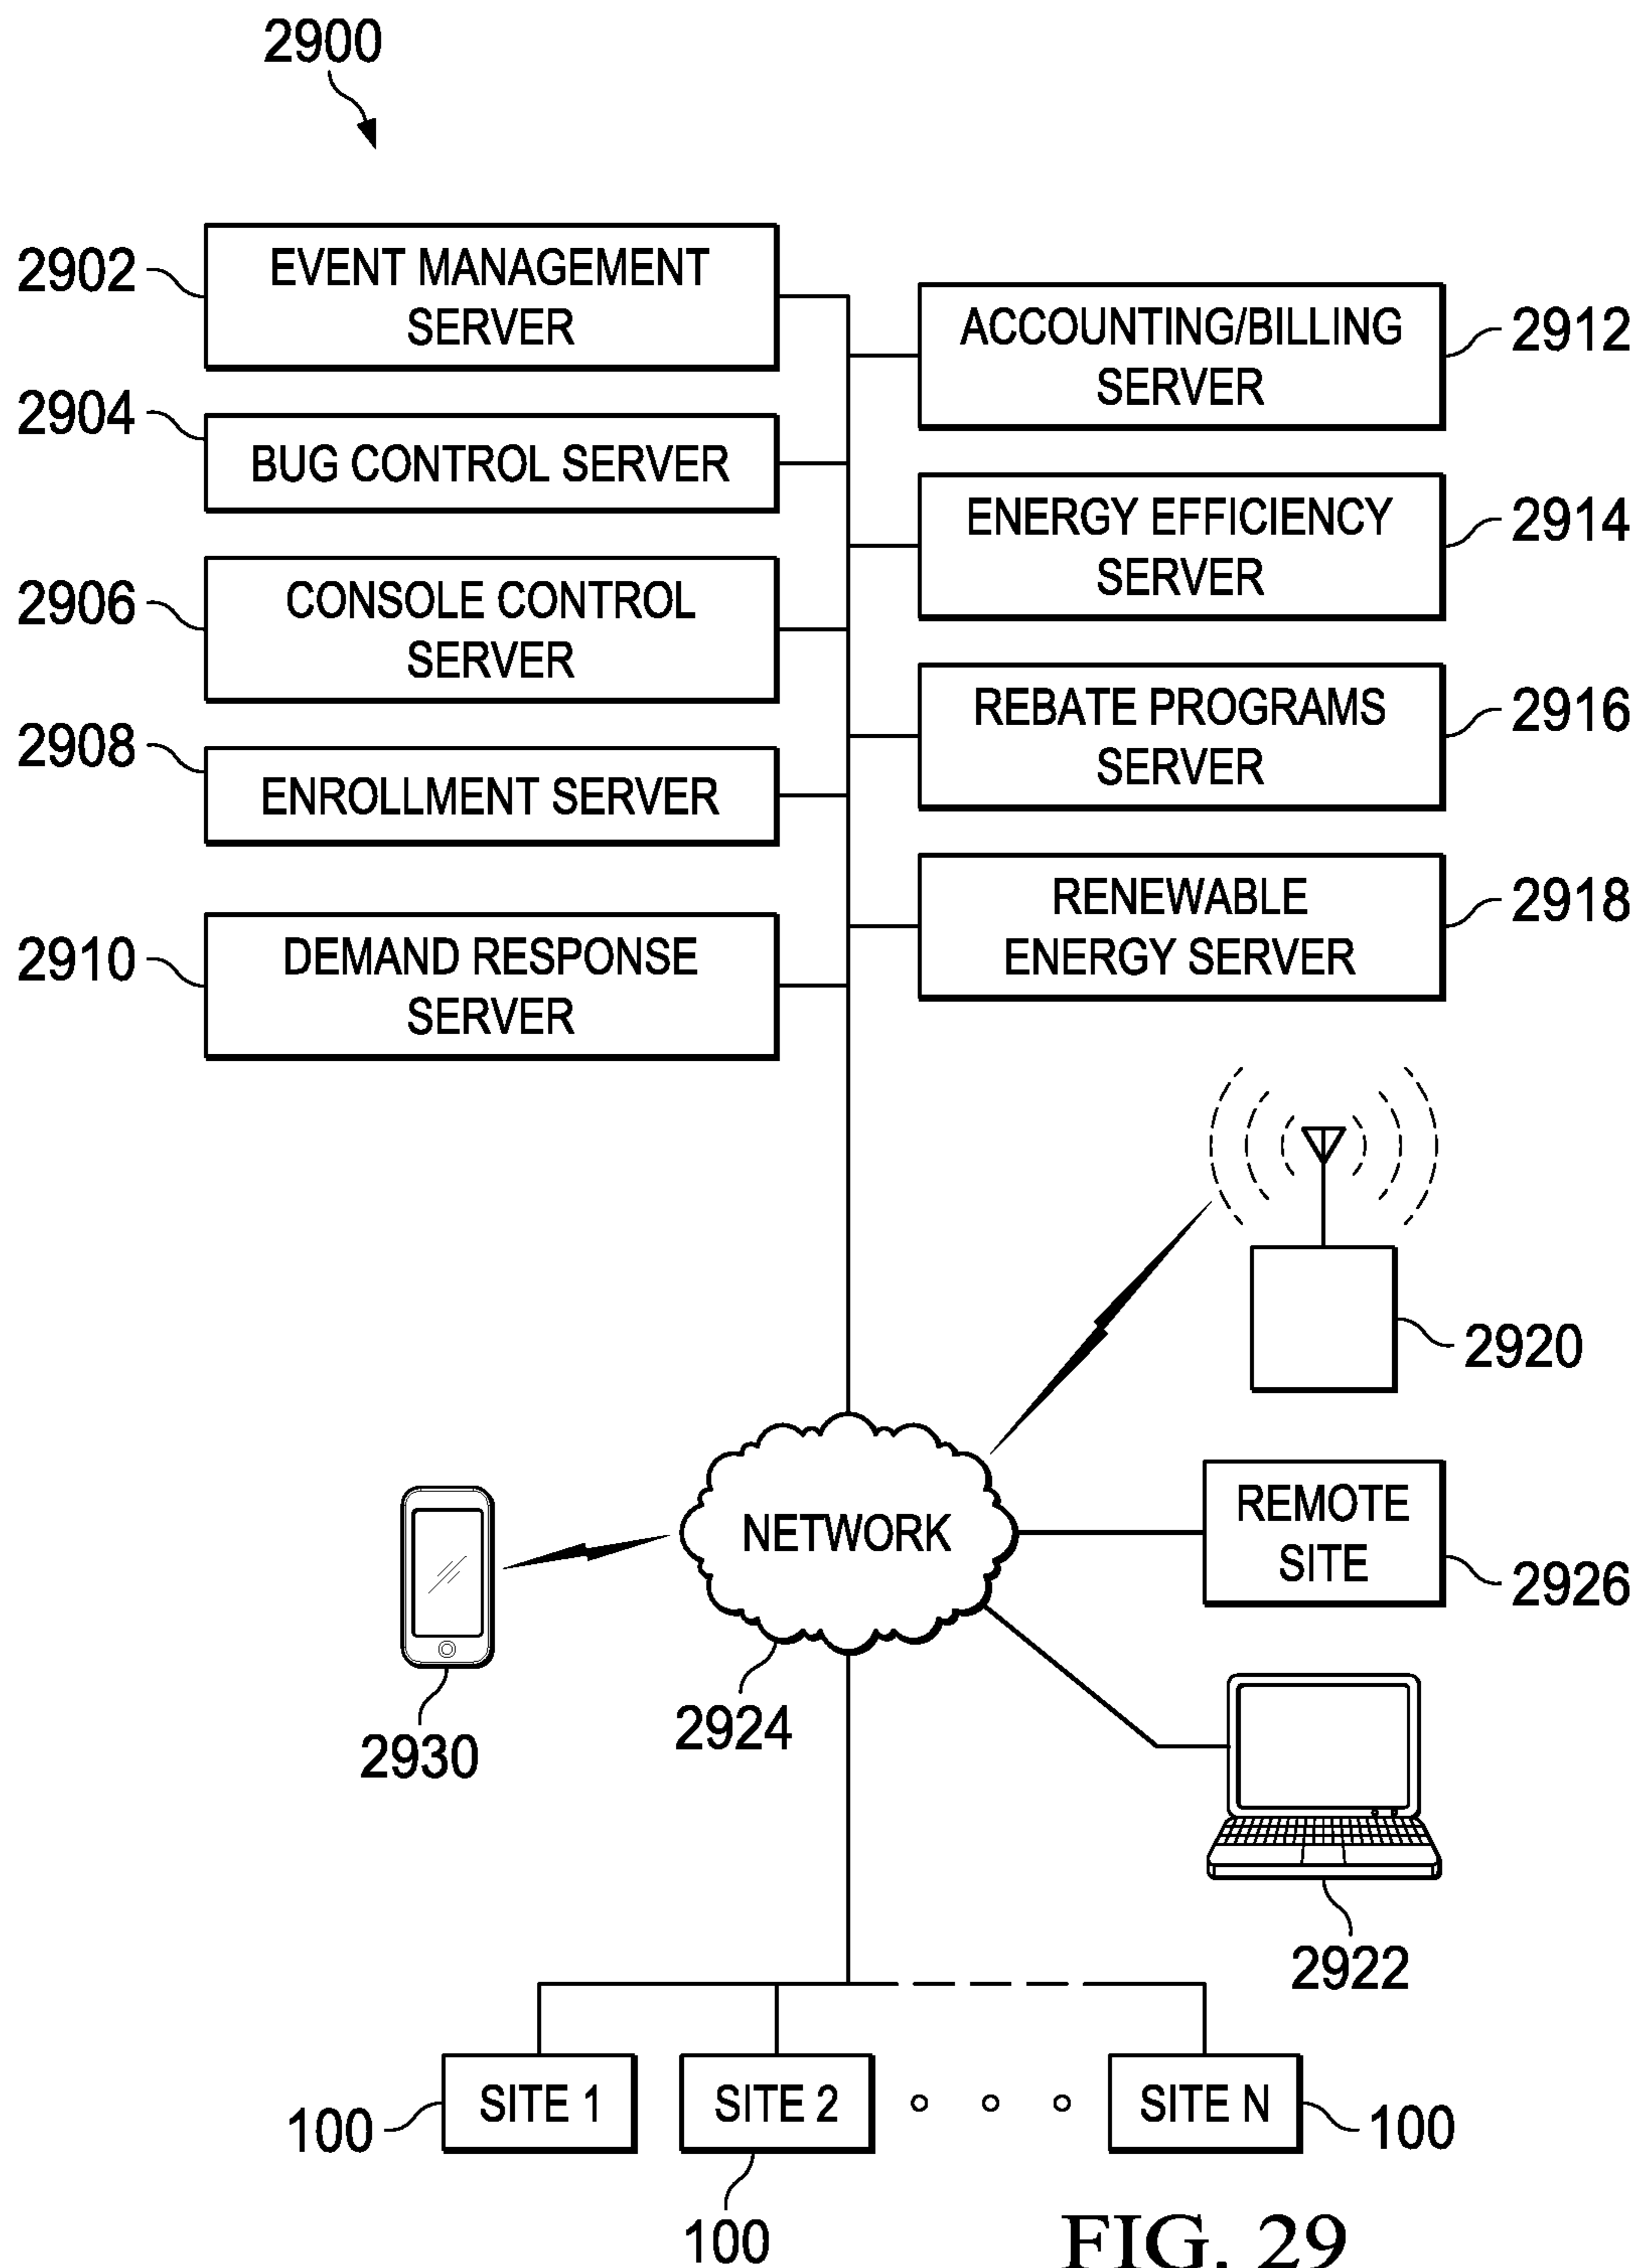 2900
2902
EVENT MANAGEMENT
SERVER
2904
BUG CONTROL SERVER
2906
CONSOLE CONTROL
SERVER
2908
ENROLLMENT SERVER
2910
DEMAND RESPONSE
SERVER
ACCOUNTING/BILLING
SERVER
2912
ENERGY EFFICIENCY
SERVER
2914
REBATE PROGRAMS
SERVER
2916
RENEWABLE
ENERGY SERVER
2918
2920
NETWORK
2924
REMOTE
SITE
2926
2930
2922
SITE 1
100
SITE 2
100
SITE N
100
FIG. 29